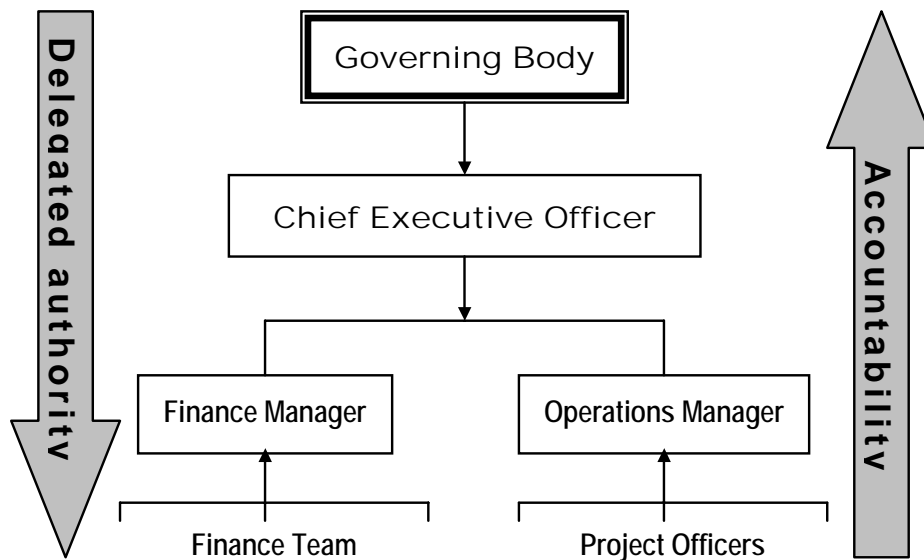 Governing Body
Delegated authority
Accountability
Chief Executive Officer
Finance Manager
Operations Manager
Finance Team
Project Officers